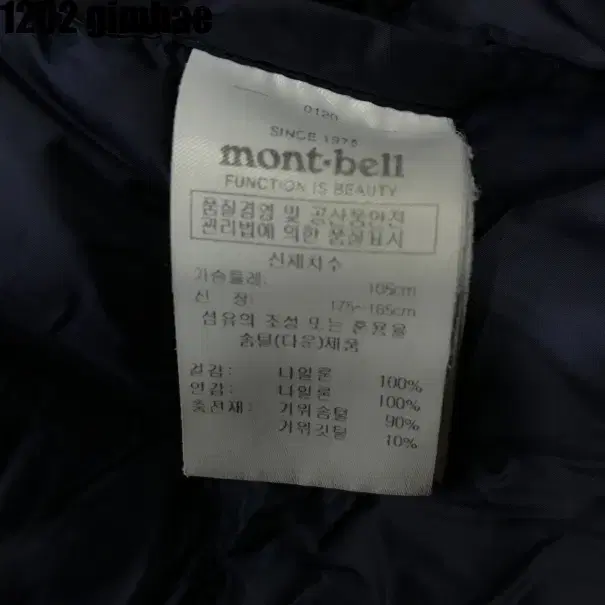 1202 gimhae
0120
SINCE 1975
mont·bell
FUNCTION IS BEAUTY
품질경영 및 공산품안전
관리법에 의한 품질표시
신체치수
가슴둘레: 105cm
신 장: 175~185cm
섬유의 조성 또는 혼용율
솜털(다운)제품
겉감: 나일론 100%
안감: 나일론 100%
충전재: 거위솜털 90%
거위깃털 10%